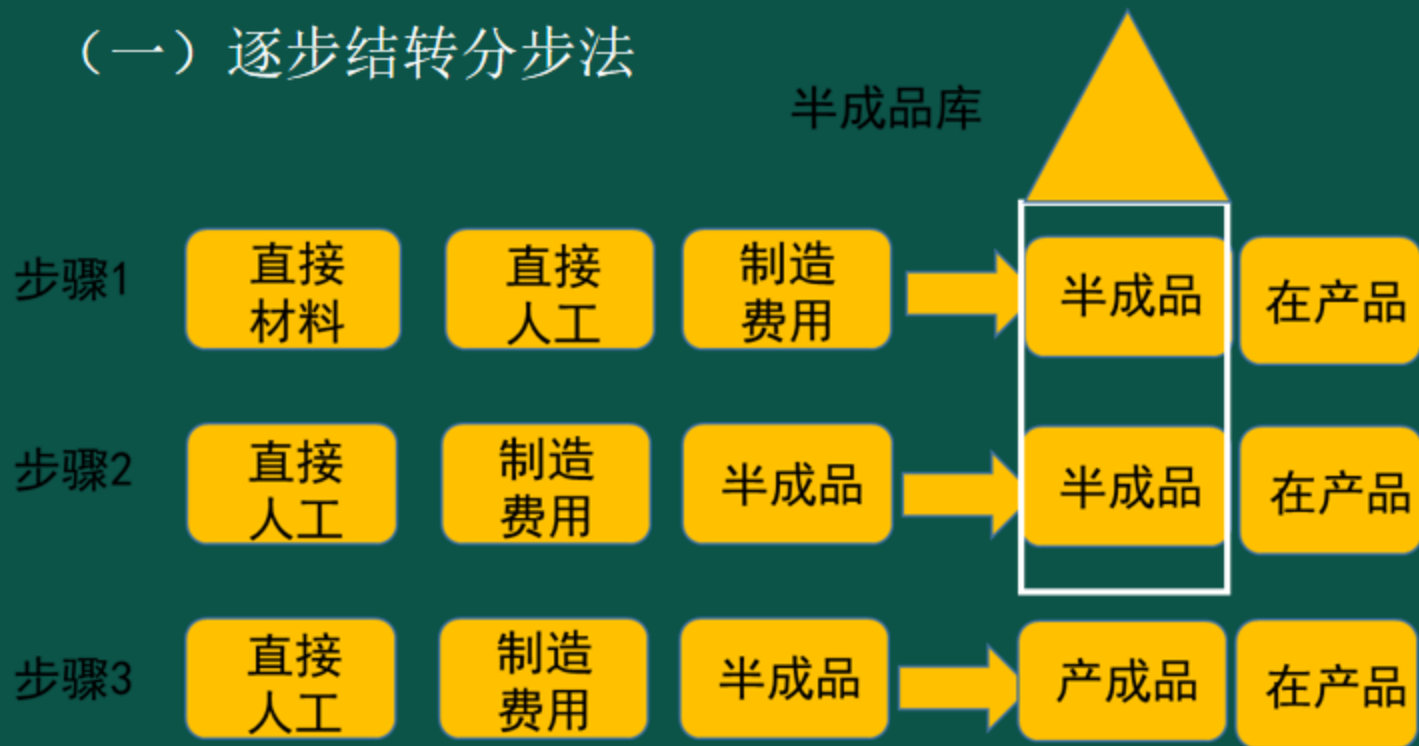 （一）逐步结转分步法
半成品库
步骤1
直接
材料
直接
人工
制造
费用
半成品
在产品
步骤2
直接
人工
制造
费用
半成品
半成品
在产品
步骤3
直接
人工
制造
费用
半成品
产成品
在产品